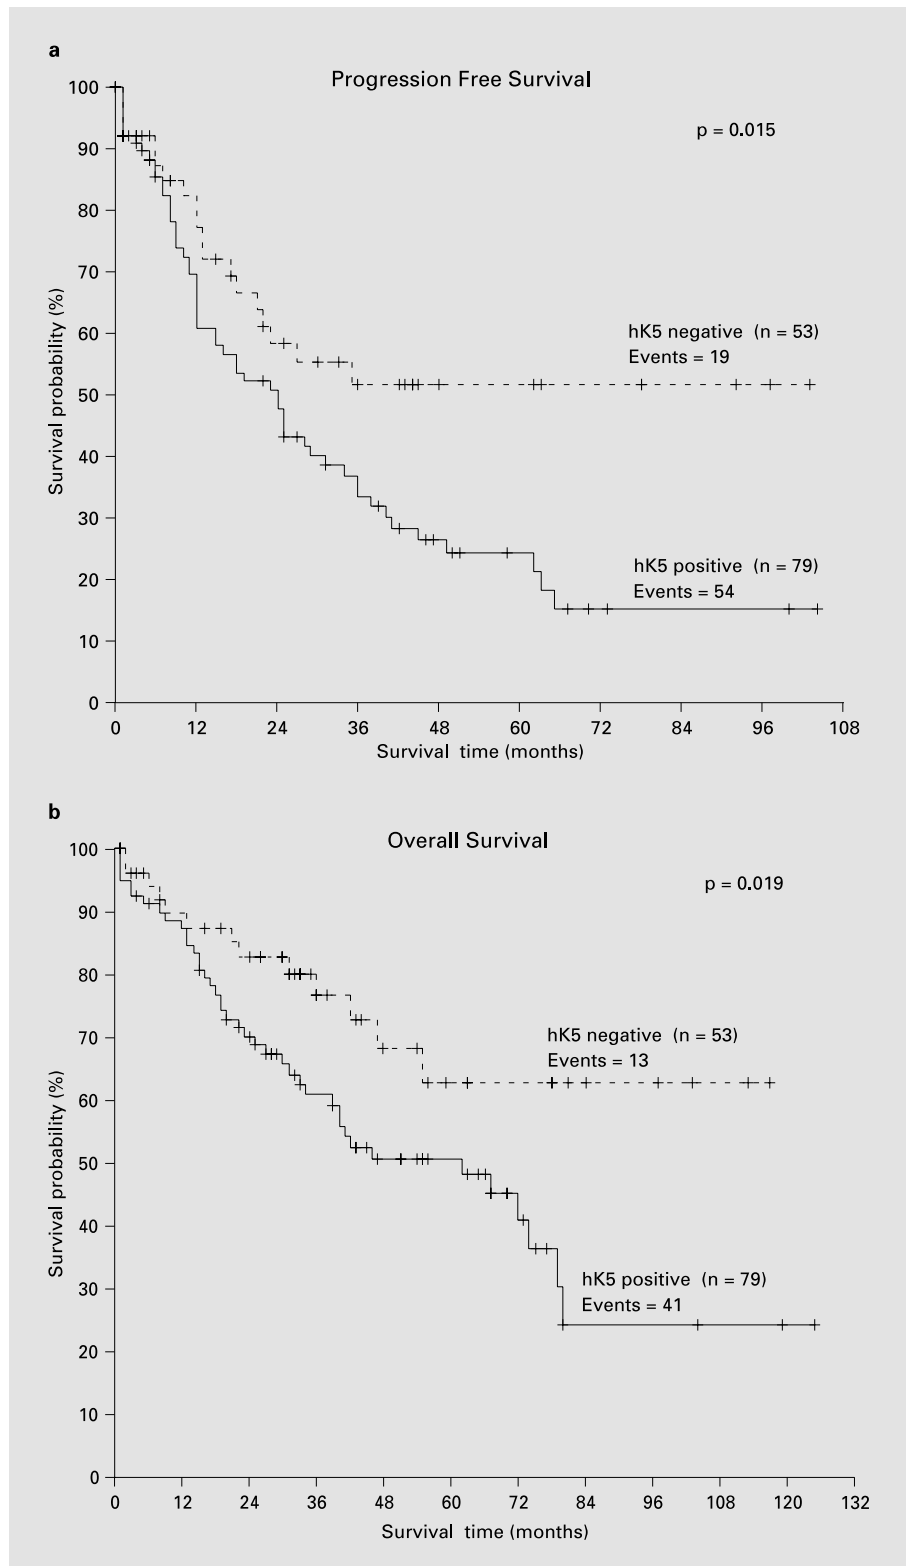 a
Progression Free Survival
p = 0.015
100
90
80
70
60
50
40
30
20
10
0
Survival probability (%)
hK5 negative (n = 53)
Events = 19
hK5 positive (n = 79)
Events = 54
0 12 24 36 48 60 72 84 96 108
Survival time (months)
b
Overall Survival
p = 0.019
100
90
80
70
60
50
40
30
20
10
0
Survival probability (%)
hK5 negative (n = 53)
Events = 13
hK5 positive (n = 79)
Events = 41
0 12 24 36 48 60 72 84 96 108 120 132
Survival time (months)